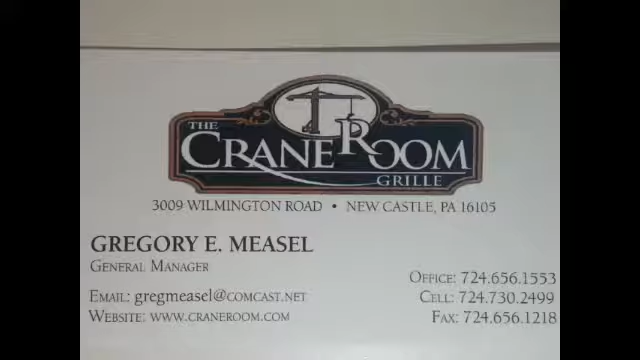 THE
CRANE ROOM
GRILLE
3009 WILMINGTON ROAD • NEW CASTLE, PA 16105
GREGORY E. MEASEL
GENERAL MANAGER
OFFICE: 724.656.1553
EMAIL: gregmeasel@COMCAST.NET
CELL: 724.730.2499
WEBSITE: WWW.CRANEROOM.COM
FAX: 724.656.1218